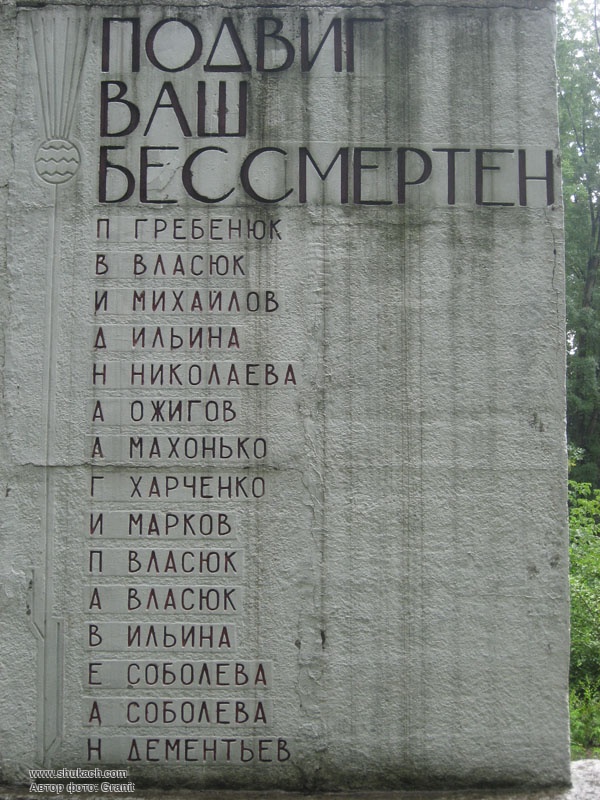 ПОДВИГ
ВАШ
БЕССМЕРТЕН
П ГРЕБЕНЮК
В ВЛАСЮК
И МИХАЙЛОВ
Д ИЛЬИНА
Н НИКОЛАЕВА
А ОЖИГОВ
А МАХОНЬКО
Г ХАРЧЕНКО
И МАРКОВ
П ВЛАСЮК
А ВЛАСЮК
В ИЛЬИНА
Е СОБОЛЕВА
А СОБОЛЕВА
Н ДЕМЕНТЬЕВ
www.shukach.com
Автор фото: Granit